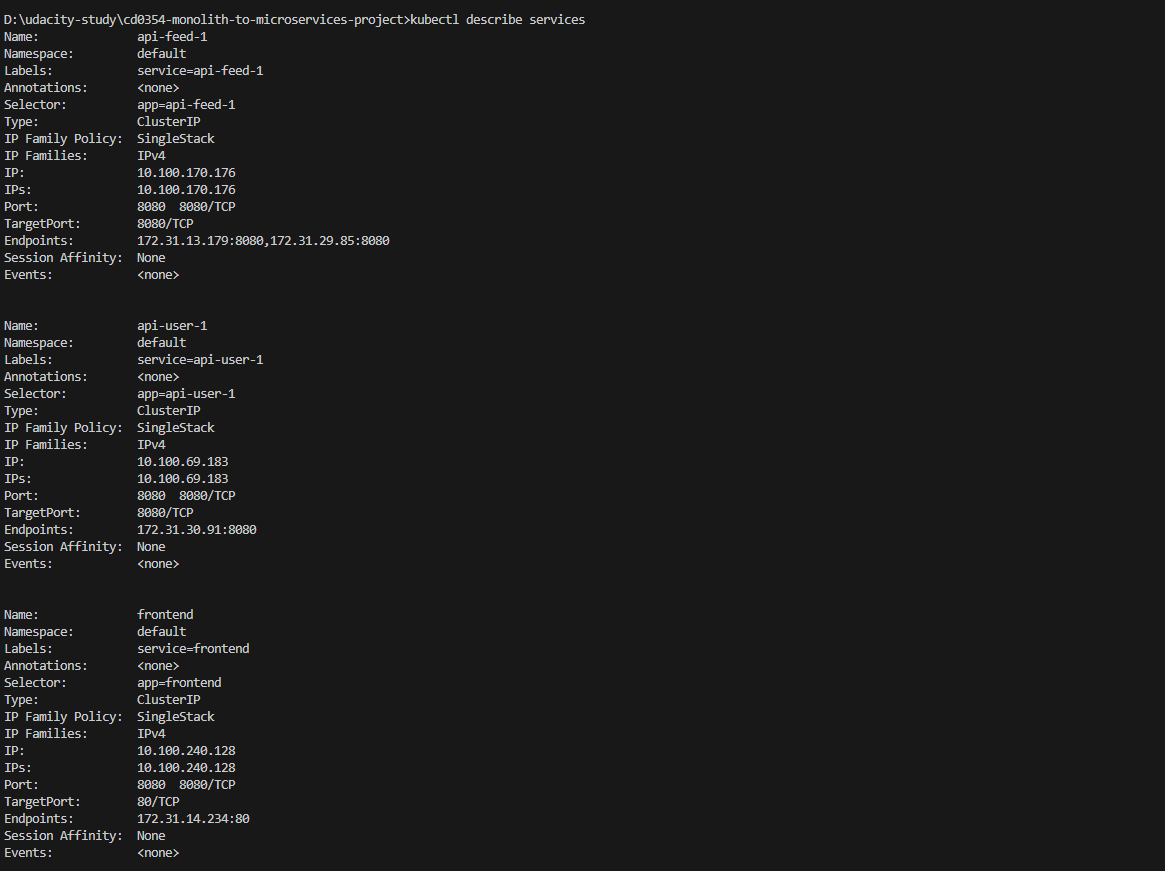 D:\udacity-study\cd0354-monolith-to-microservices-project>kubectl describe services
Name:              api-feed-1
Namespace:         default
Labels:            service=api-feed-1
Annotations:       <none>
Selector:          app=api-feed-1
Type:              ClusterIP
IP Family Policy:  SingleStack
IP Families:       IPv4
IP:                10.100.170.176
IPs:               10.100.170.176
Port:              8080  8080/TCP
TargetPort:        8080/TCP
Endpoints:         172.31.13.179:8080,172.31.29.85:8080
Session Affinity:  None
Events:            <none>
Name:              api-user-1
Namespace:         default
Labels:            service=api-user-1
Annotations:       <none>
Selector:          app=api-user-1
Type:              ClusterIP
IP Family Policy:  SingleStack
IP Families:       IPv4
IP:                10.100.69.183
IPs:               10.100.69.183
Port:              8080  8080/TCP
TargetPort:        8080/TCP
Endpoints:         172.31.30.91:8080
Session Affinity:  None
Events:            <none>
Name:              frontend
Namespace:         default
Labels:            service=frontend
Annotations:       <none>
Selector:          app=frontend
Type:              ClusterIP
IP Family Policy:  SingleStack
IP Families:       IPv4
IP:                10.100.240.128
IPs:               10.100.240.128
Port:              8080  8080/TCP
TargetPort:        80/TCP
Endpoints:         172.31.14.234:80
Session Affinity:  None
Events:            <none>